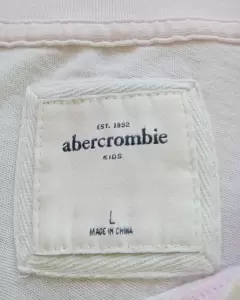 EST. 1892
abercrombie
KIDS
L
MADE IN CHINA